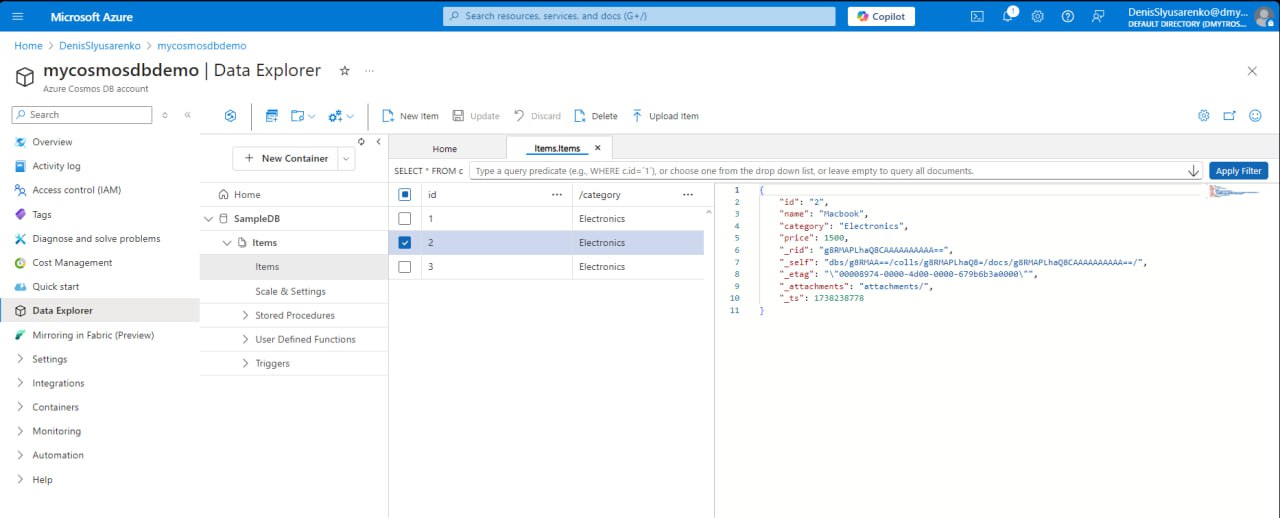 Microsoft Azure
Search resources, services, and docs (G+/)
Copilot
1
DenisSlyusarenko@dmy...
DEFAULT DIRECTORY (DMYTROS...
Home > DenisSlyusarenko > mycosmosdbdemo
mycosmosdbdemo | Data Explorer
Azure Cosmos DB account
Search
Overview
Activity log
Access control (IAM)
Tags
Diagnose and solve problems
Cost Management
Quick start
Data Explorer
Mirroring in Fabric (Preview)
Settings
Integrations
Containers
Monitoring
Automation
Help
New Item
Update
Discard
Delete
Upload Item
New Container
Home
SampleDB
Items
Items
Scale & Settings
Stored Procedures
User Defined Functions
Triggers
Home
Items.Items
SELECT * FROM c
Type a query predicate (e.g., WHERE c.id=`1`), or choose one from the drop down list, or leave empty to query all documents.
Apply Filter
id ... /category ...
1 Electronics
2 Electronics
3 Electronics
1 {
2 "id": "2",
3 "name": "Macbook",
4 "category": "Electronics",
5 "price": 1500,
6 "_rid": "g8RMAPLhaQ8CAAAAAAAAAA==",
7 "_self": "dbs/g8RMAA==/colls/g8RMAPLhaQ8=/docs/g8RMAPLhaQ8CAAAAAAAAAA==/",
8 "_etag": "\"00008974-0000-4d00-0000-679b6b3a0000\"",
9 "_attachments": "attachments/",
10 "_ts": 1738238778
11 }